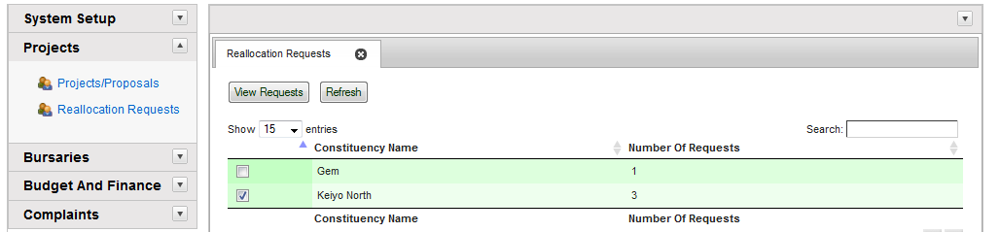 System Setup
Projects
Projects/Proposals
Reallocation Requests
Bursaries
Budget And Finance
Complaints
Reallocation Requests
View Requests Refresh
Show 15 entries Search:
Constituency Name Number Of Requests
Gem 1
Keiyo North 3
Constituency Name Number Of Requests